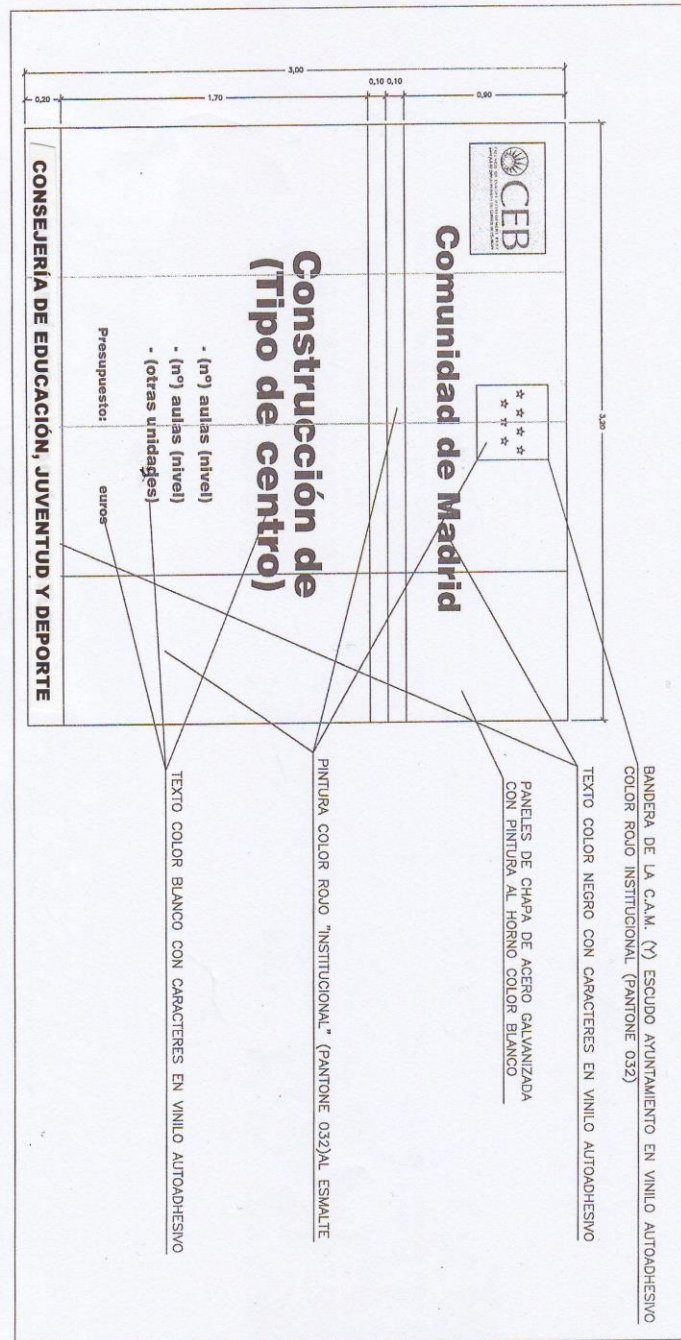 3,20
3,00
0,90
0,10
0,10
1,70
0,20
CEB
Comunidad de Madrid
Construcción de
(Tipo de centro)
- (nº) aulas (nivel)
- (nº) aulas (nivel)
- (otras unidades)
Presupuesto: euros
CONSEJERÍA DE EDUCACIÓN, JUVENTUD Y DEPORTE
BANDERA DE LA C.A.M. (Y) ESCUDO AYUNTAMIENTO EN VINILO AUTOADHESIVO
COLOR ROJO INSTITUCIONAL (PANTONE 032)
TEXTO COLOR NEGRO CON CARACTERES EN VINILO AUTOADHESIVO
PANELES DE CHAPA DE ACERO GALVANIZADA
CON PINTURA AL HORNO COLOR BLANCO
PINTURA COLOR ROJO "INSTITUCIONAL" (PANTONE 032)AL ESMALTE
TEXTO COLOR BLANCO CON CARACTERES EN VINILO AUTOADHESIVO